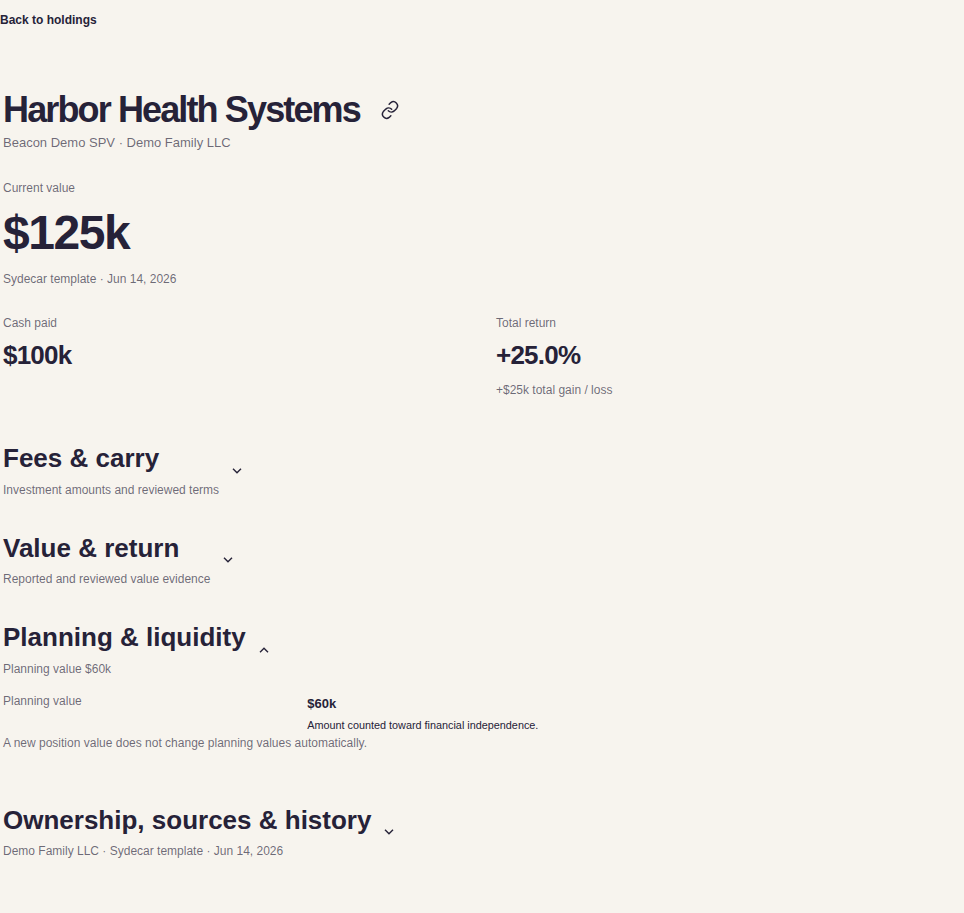 Back to holdings
Harbor Health Systems
Beacon Demo SPV · Demo Family LLC
Current value
$125k
Sydecar template · Jun 14, 2026
Cash paid
$100k
Total return
+25.0%
+$25k total gain / loss
Fees & carry
Investment amounts and reviewed terms
Value & return
Reported and reviewed value evidence
Planning & liquidity
Planning value $60k
Planning value
$60k
Amount counted toward financial independence.
A new position value does not change planning values automatically.
Ownership, sources & history
Demo Family LLC · Sydecar template · Jun 14, 2026